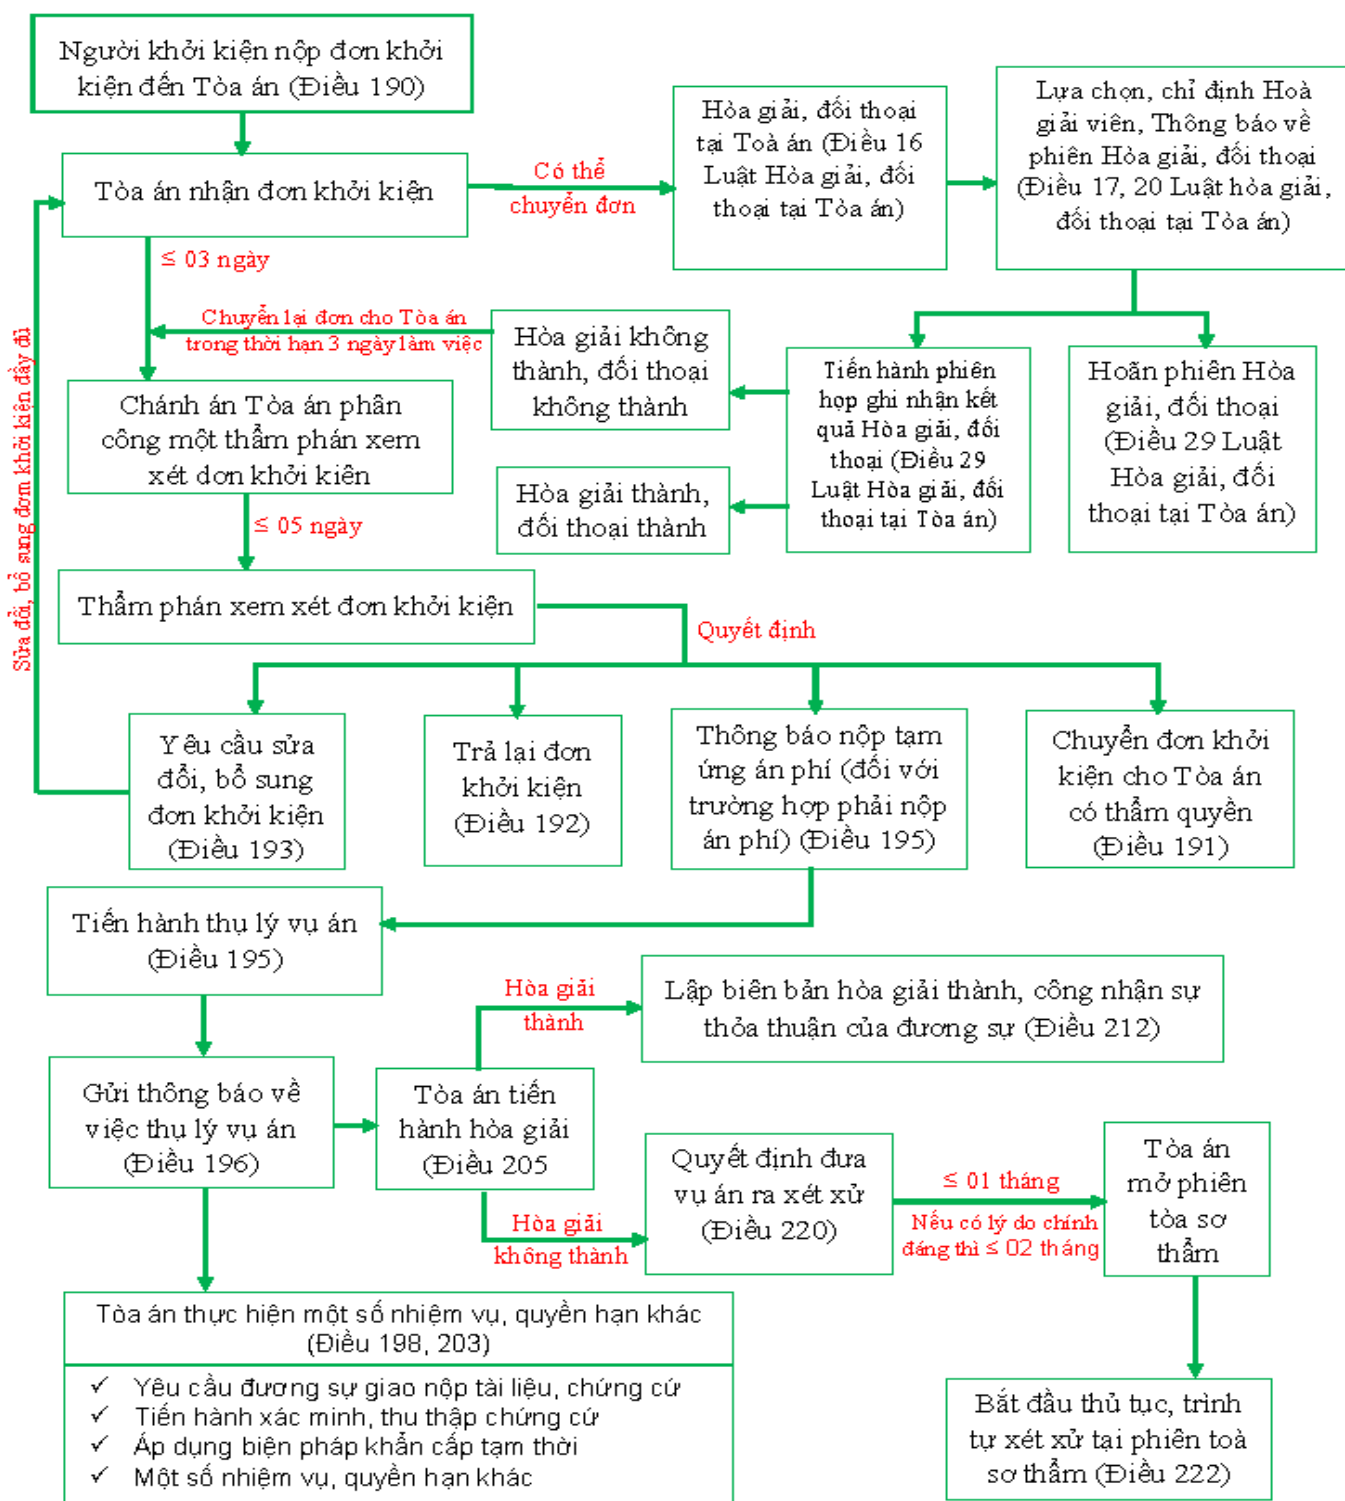 Người khởi kiện nộp đơn khởi
kiện đến Tòa án (Điều 190)
Tòa án nhận đơn khởi kiện
Có thể
chuyển đơn
Hòa giải, đối thoại
tại Toà án (Điều 16
Luật Hòa giải, đối
thoại tại Tòa án)
Lựa chọn, chỉ định Hoà
giải viên, Thông báo về
phiên Hòa giải, đối thoại
(Điều 17, 20 Luật hòa giải,
đối thoại tại Tòa án)
≤ 03 ngày
Chuyển lại đơn cho Tòa án
trong thời hạn 3 ngày làm việc
Hòa giải không
thành, đối thoại
không thành
Tiến hành phiên
họp ghi nhận kết
quả Hòa giải, đối
thoại (Điều 29
Luật Hòa giải, đối
thoại tại Tòa án)
Hoãn phiên Hòa
giải, đối thoại
(Điều 29 Luật
Hòa giải, đối
thoại tại Tòa án)
Chánh án Tòa án phân
công một thẩm phán xem
xét dơn khởi kiên
Hòa giải thành,
đối thoại thành
≤ 05 ngày
Sửa đổi, bổ sung đơm khởi kiện đầy đủ
Thẩm phán xem xét đơn khởi kiện
Quyết định
Yêu cầu sửa
đổi, bổ sung
đơn khởi kiện
(Điều 193)
Trả lại đơn
khởi kiện
(Điều 192)
Thông báo nộp tạm
ứng án phí (đối với
trường hợp phải nộp
án phí) (Điều 195)
Chuyển đơn khởi
kiện cho Tòa án
có thẩm quyền
(Điều 191)
Tiến hành thụ lý vụ án
(Điều 195)
Hòa giải
thành
Lập biên bản hòa giải thành, công nhận sự
thỏa thuận của đương sự (Điều 212)
Gửi thông báo về
việc thụ lý vụ án
(Điều 196)
Tòa án tiến
hành hòa giải
(Điều 205
Hòa giải
không thành
Quyết định đưa
vụ án ra xét xử
(Điều 220)
≤ 01 tháng
Nếu có lý do chính
đáng thì ≤ 02 tháng
Tòa án
mở phiên
tòa sơ
thẩm
Tòa án thực hiện một số nhiệm vụ, quyền hạn khác
(Điều 198, 203)
✓ Yêu cầu đương sự giao nộp tài liệu, chứng cứ
✓ Tiến hành xác minh, thu thập chứng cứ
✓ Áp dụng biện pháp khẩn cấp tạm thời
✓ Một số nhiệm vụ, quyền hạn khác
Bắt đầu thủ tục, trình
tự xét xử tại phiên toà
sơ thẩm (Điều 222)